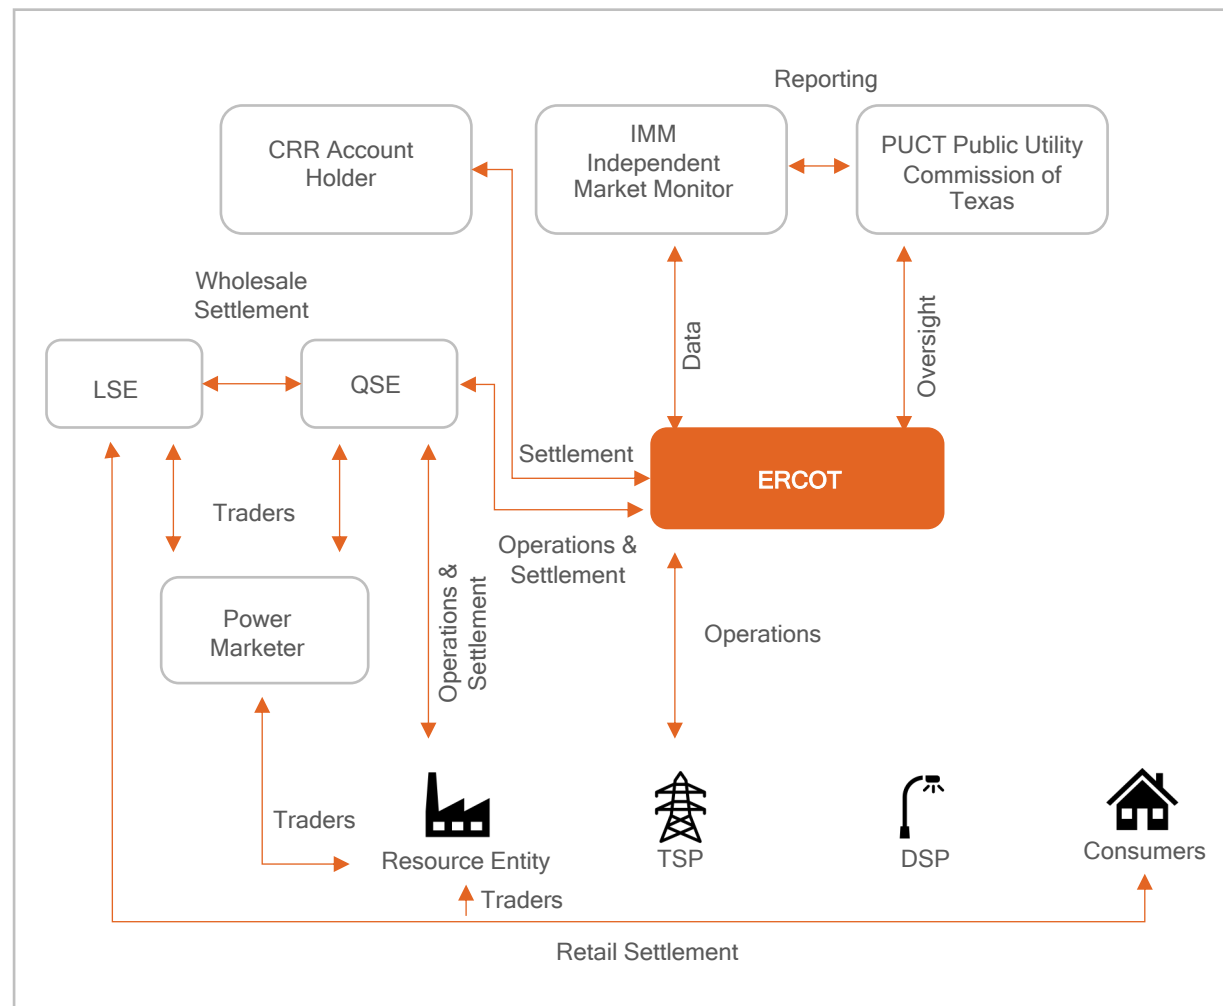 Reporting
CRR Account
Holder
IMM
Independent
Market Monitor
PUCT Public Utility
Commission of
Texas
Wholesale
Settlement
Data
Oversight
LSE
QSE
Settlement
ERCOT
Traders
Operations &
Settlement
Operations &
Settlement
Power
Marketer
Operations
Traders
Resource Entity
TSP
DSP
Consumers
Traders
Retail Settlement